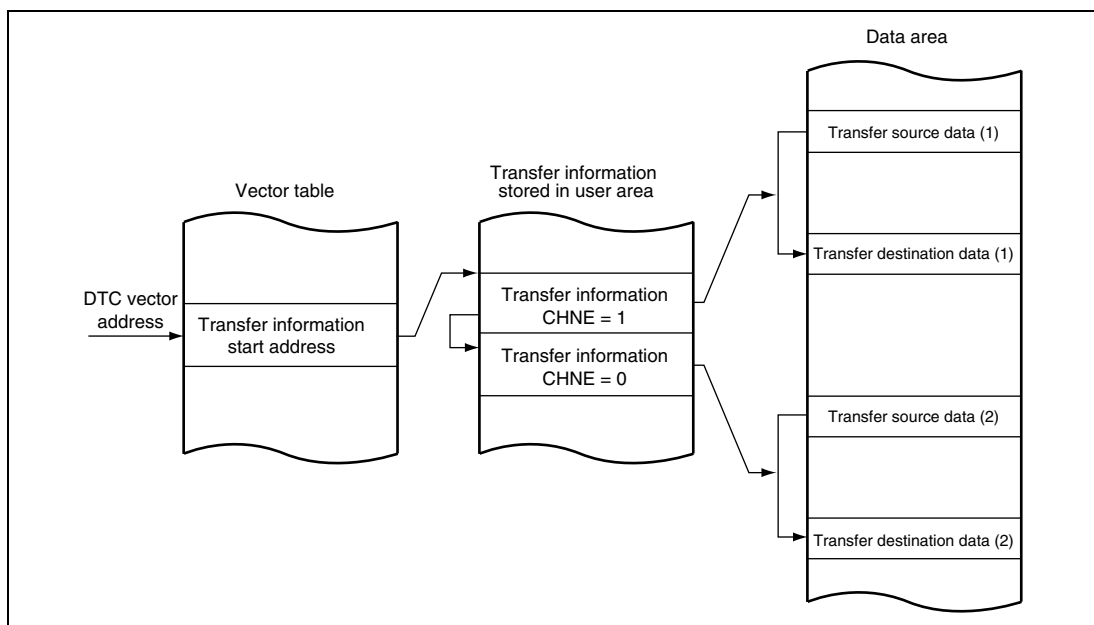 Data area
Transfer source data (1)
Transfer information
stored in user area
Vector table
Transfer destination data (1)
DTC vector
address
Transfer information
start address
Transfer information
CHNE = 1
Transfer information
CHNE = 0
Transfer source data (2)
Transfer destination data (2)